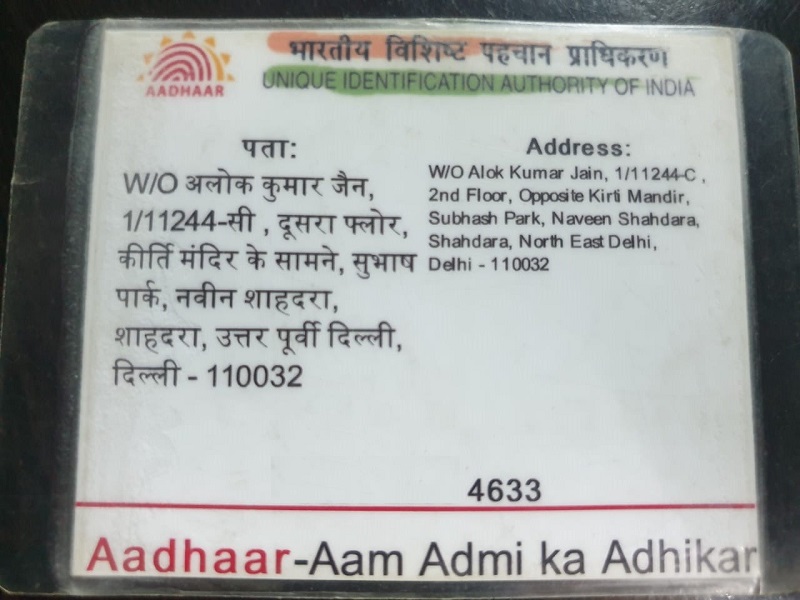 भारतीय विशिष्ट पहचान प्राधिकरण
AADHAAR
UNIQUE IDENTIFICATION AUTHORITY OF INDIA
पता:
W/O अलोक कुमार जैन,
1/11244-सी , दूसरा फ्लोर,
कीर्ति मंदिर के सामने, सुभाष
पार्क, नवीन शाहदरा,
शाहदरा, उत्तर पूर्वी दिल्ली,
दिल्ली - 110032
Address:
W/O Alok Kumar Jain, 1/11244-C ,
2nd Floor, Opposite Kirti Mandir,
Subhash Park, Naveen Shahdara,
Shahdara, North East Delhi,
Delhi - 110032
4633
Aadhaar-Aam Admi ka Adhikar